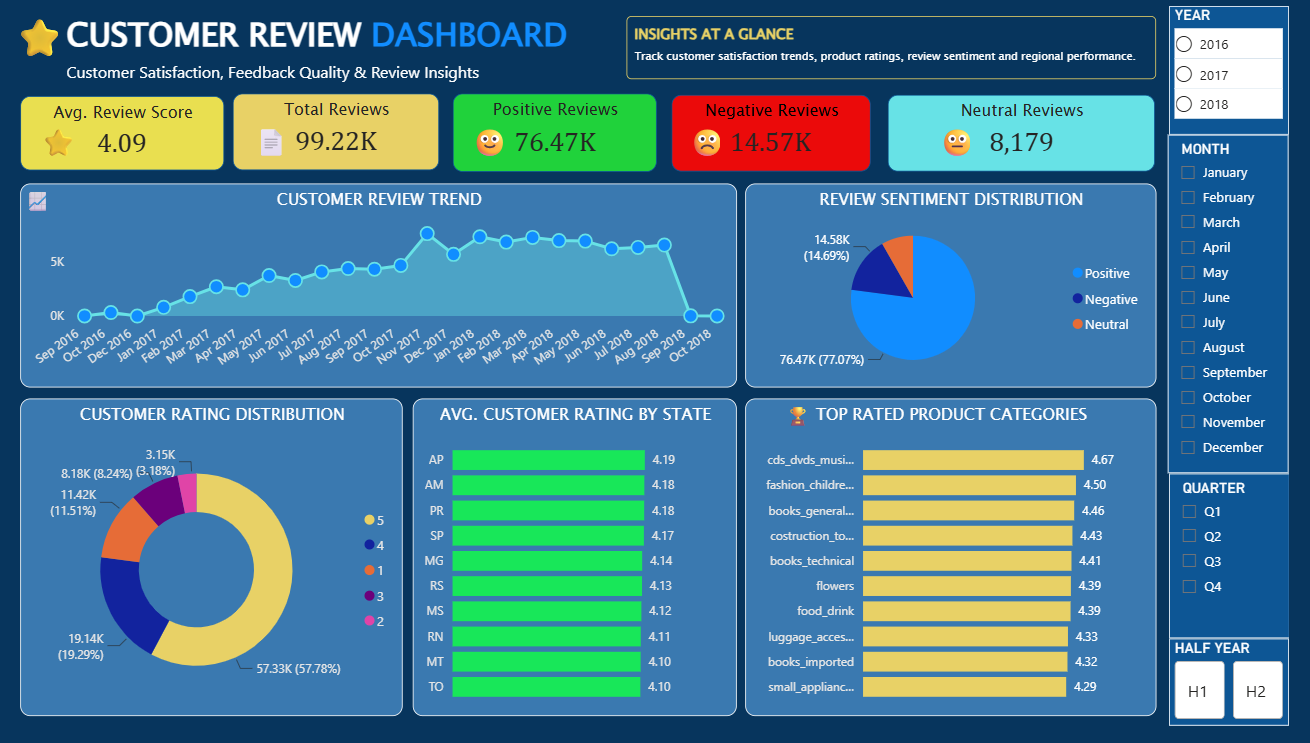 CUSTOMER REVIEW DASHBOARD
Customer Satisfaction, Feedback Quality & Review Insights
INSIGHTS AT A GLANCE
Track customer satisfaction trends, product ratings, review sentiment and regional performance.
Avg. Review Score
4.09
Total Reviews
99.22K
Positive Reviews
76.47K
Negative Reviews
14.57K
Neutral Reviews
8,179
CUSTOMER REVIEW TREND
5K
0K
Sep 2016
Oct 2016
Dec 2016
Jan 2017
Feb 2017
Mar 2017
Apr 2017
May 2017
Jun 2017
Jul 2017
Aug 2017
Sep 2017
Oct 2017
Nov 2017
Dec 2017
Jan 2018
Feb 2018
Mar 2018
Apr 2018
May 2018
Jun 2018
Jul 2018
Aug 2018
Sep 2018
Oct 2018
REVIEW SENTIMENT DISTRIBUTION
14.58K
(14.69%)
76.47K (77.07%)
Positive
Negative
Neutral
CUSTOMER RATING DISTRIBUTION
3.15K
(3.18%)
8.18K (8.24%)
11.42K
(11.51%)
19.14K
(19.29%)
57.33K (57.78%)
5
4
1
3
2
AVG. CUSTOMER RATING BY STATE
AP 4.19
AM 4.18
PR 4.18
SP 4.17
MG 4.14
RS 4.13
MS 4.12
RN 4.11
MT 4.10
TO 4.10
TOP RATED PRODUCT CATEGORIES
cds_dvds_musi... 4.67
fashion_childre... 4.50
books_general... 4.46
costruction_to... 4.43
books_technical 4.41
flowers 4.39
food_drink 4.39
luggage_acces... 4.33
books_imported 4.32
small_applianc... 4.29
YEAR
2016
2017
2018
MONTH
January
February
March
April
May
June
July
August
September
October
November
December
QUARTER
Q1
Q2
Q3
Q4
HALF YEAR
H1
H2